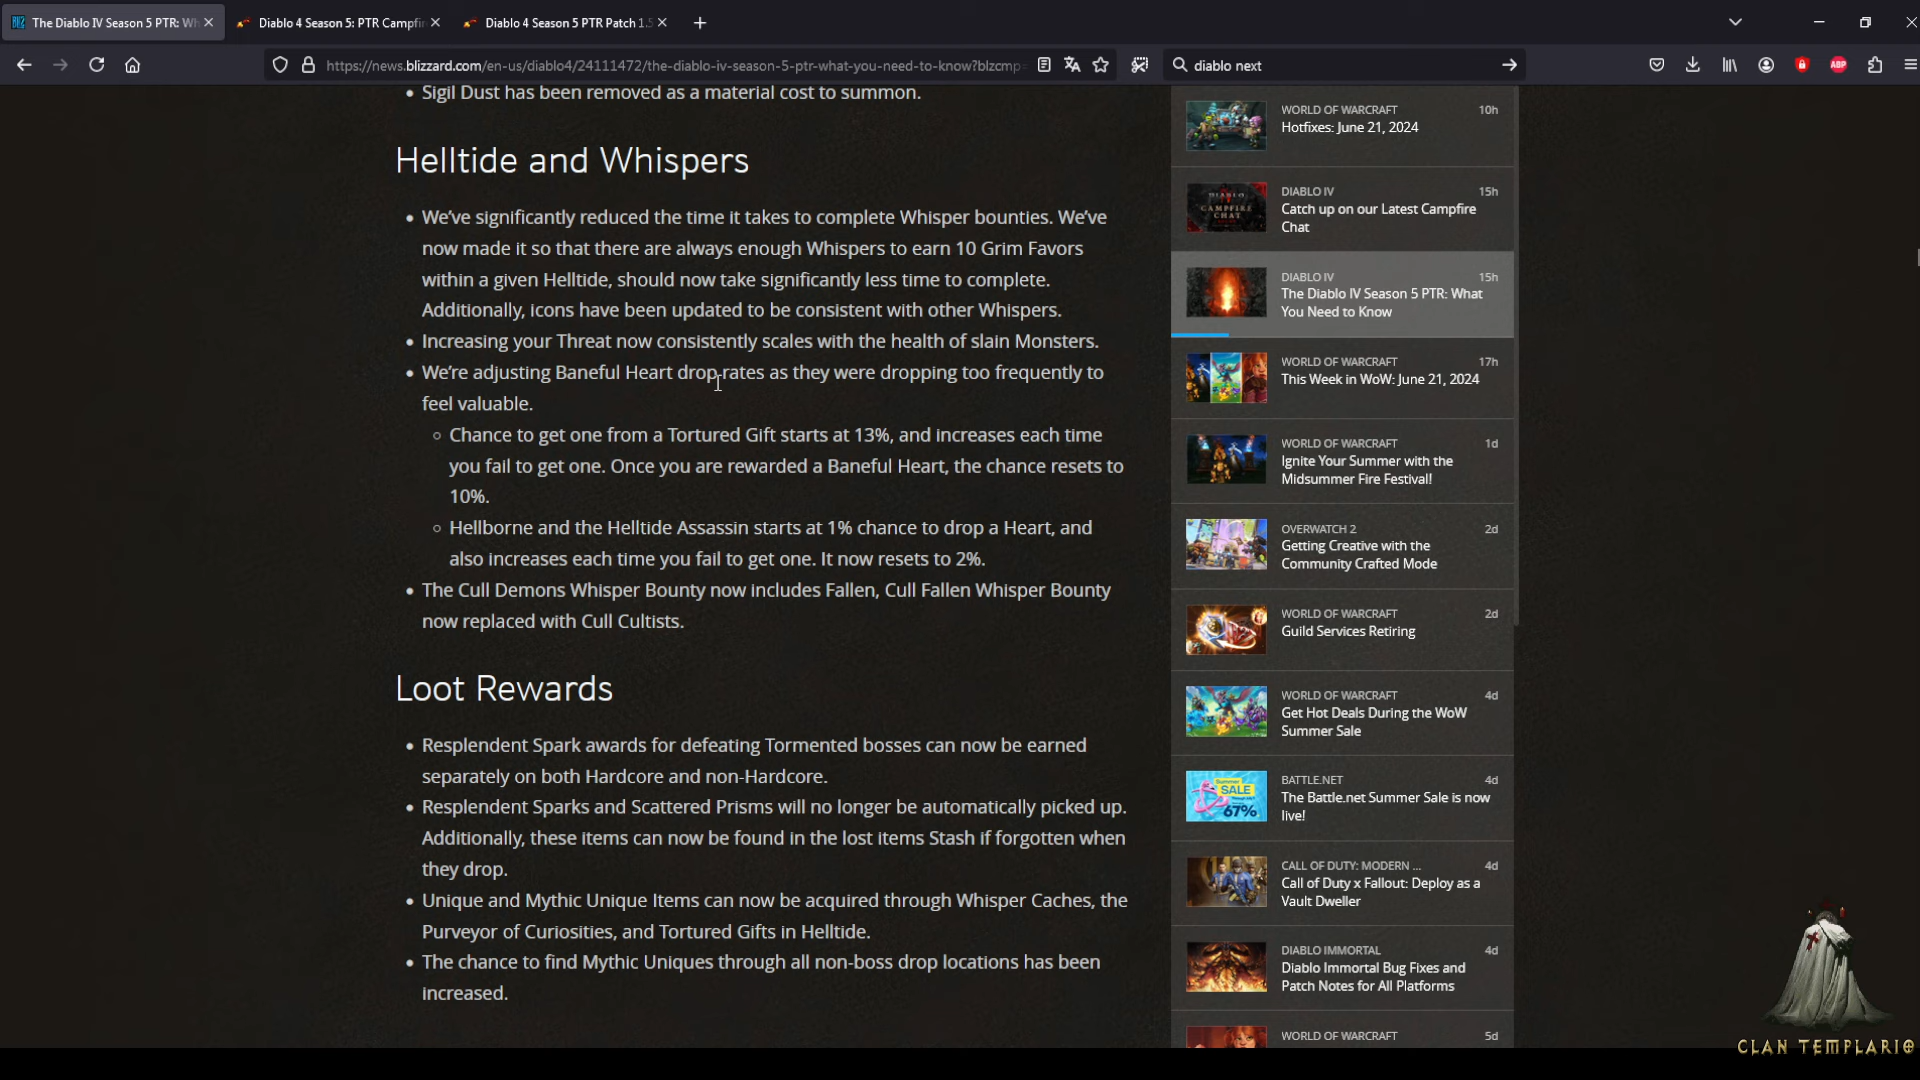 The Diablo IV Season 5 PTR: Wh
Diablo 4 Season 5: PTR Campfir
Diablo 4 Season 5 PTR Patch 1.5
https://news.blizzard.com/en-us/diablo4/24111472/the-diablo-iv-season-5-ptr-what-you-need-to-know?blzcmp=
diablo next
ABP
Sigil Dust has been removed as a material cost to summon.
Helltide and Whispers
We’ve significantly reduced the time it takes to complete Whisper bounties. We’ve
now made it so that there are always enough Whispers to earn 10 Grim Favors
within a given Helltide, should now take significantly less time to complete.
Additionally, icons have been updated to be consistent with other Whispers.
Increasing your Threat now consistently scales with the health of slain Monsters.
We’re adjusting Baneful Heart drop rates as they were dropping too frequently to
feel valuable.
Chance to get one from a Tortured Gift starts at 13%, and increases each time
you fail to get one. Once you are rewarded a Baneful Heart, the chance resets to
10%.
Hellborne and the Helltide Assassin starts at 1% chance to drop a Heart, and
also increases each time you fail to get one. It now resets to 2%.
The Cull Demons Whisper Bounty now includes Fallen, Cull Fallen Whisper Bounty
now replaced with Cull Cultists.
Loot Rewards
Resplendent Spark awards for defeating Tormented bosses can now be earned
separately on both Hardcore and non-Hardcore.
Resplendent Sparks and Scattered Prisms will no longer be automatically picked up.
Additionally, these items can now be found in the lost items Stash if forgotten when
they drop.
Unique and Mythic Unique Items can now be acquired through Whisper Caches, the
Purveyor of Curiosities, and Tortured Gifts in Helltide.
The chance to find Mythic Uniques through all non-boss drop locations has been
increased.
WORLD OF WARCRAFT 10h
Hotfixes: June 21, 2024
DIABLO IV 15h
Catch up on our Latest Campfire
Chat
DIABLO IV 15h
The Diablo IV Season 5 PTR: What
You Need to Know
WORLD OF WARCRAFT 17h
This Week in WoW: June 21, 2024
WORLD OF WARCRAFT 1d
Ignite Your Summer with the
Midsummer Fire Festival!
OVERWATCH 2 2d
Getting Creative with the
Community Crafted Mode
WORLD OF WARCRAFT 2d
Guild Services Retiring
WORLD OF WARCRAFT 4d
Get Hot Deals During the WoW
Summer Sale
BATTLE.NET 4d
The Battle.net Summer Sale is now
live!
SALE
67%
CALL OF DUTY: MODERN ... 4d
Call of Duty x Fallout: Deploy as a
Vault Dweller
DIABLO IMMORTAL 4d
Diablo Immortal Bug Fixes and
Patch Notes for All Platforms
WORLD OF WARCRAFT 5d
CLAN TEMPLARIO